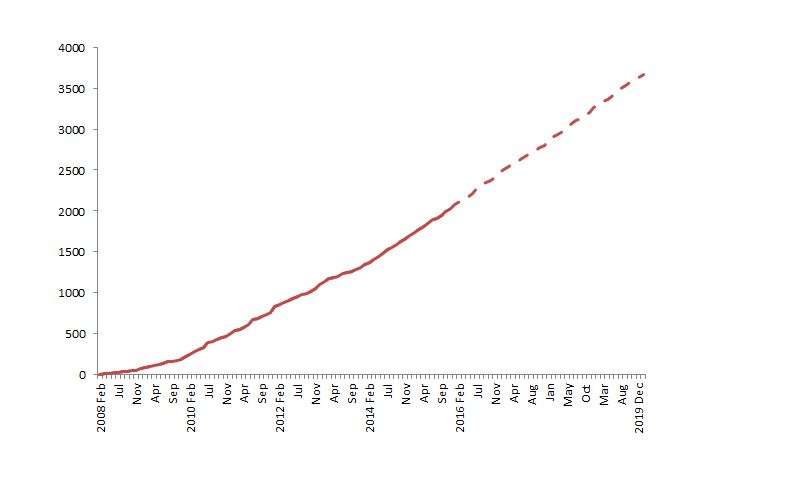 4000
3500
3000
2500
2000
1500
1000
500
0
2008 Feb
Jul
Nov
Apr
Sep
2010 Feb
Jul
Nov
Apr
Sep
2012 Feb
Jul
Nov
Apr
Sep
2014 Feb
Jul
Nov
Apr
Sep
2016 Feb
Jul
Nov
Apr
Aug
Jan
May
Oct
Mar
Aug
2019 Dec